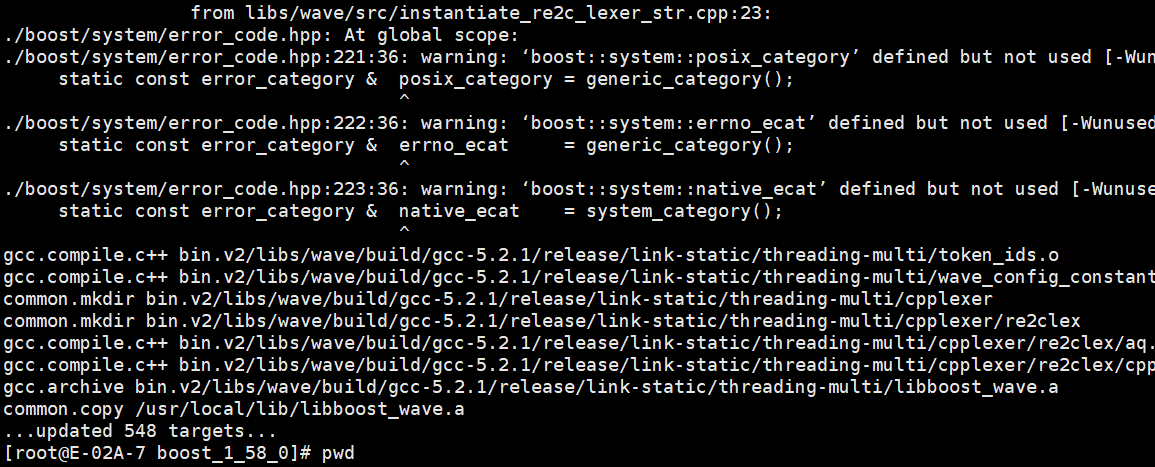 from libs/wave/src/instantiate_re2c_lexer_str.cpp:23:
./boost/system/error_code.hpp: At global scope:
./boost/system/error_code.hpp:221:36: warning: ‘boost::system::posix_category’ defined but not used [-Wun
static const error_category &  posix_category = generic_category();
^
./boost/system/error_code.hpp:222:36: warning: ‘boost::system::errno_ecat’ defined but not used [-Wunused
static const error_category &  errno_ecat     = generic_category();
^
./boost/system/error_code.hpp:223:36: warning: ‘boost::system::native_ecat’ defined but not used [-Wunuse
static const error_category &  native_ecat    = system_category();
^
gcc.compile.c++ bin.v2/libs/wave/build/gcc-5.2.1/release/link-static/threading-multi/token_ids.o
gcc.compile.c++ bin.v2/libs/wave/build/gcc-5.2.1/release/link-static/threading-multi/wave_config_constant
common.mkdir bin.v2/libs/wave/build/gcc-5.2.1/release/link-static/threading-multi/cpplexer
common.mkdir bin.v2/libs/wave/build/gcc-5.2.1/release/link-static/threading-multi/cpplexer/re2clex
gcc.compile.c++ bin.v2/libs/wave/build/gcc-5.2.1/release/link-static/threading-multi/cpplexer/re2clex/aq.
gcc.compile.c++ bin.v2/libs/wave/build/gcc-5.2.1/release/link-static/threading-multi/cpplexer/re2clex/cpp
gcc.archive bin.v2/libs/wave/build/gcc-5.2.1/release/link-static/threading-multi/libboost_wave.a
common.copy /usr/local/lib/libboost_wave.a
...updated 548 targets...
[root@E-02A-7 boost_1_58_0]# pwd